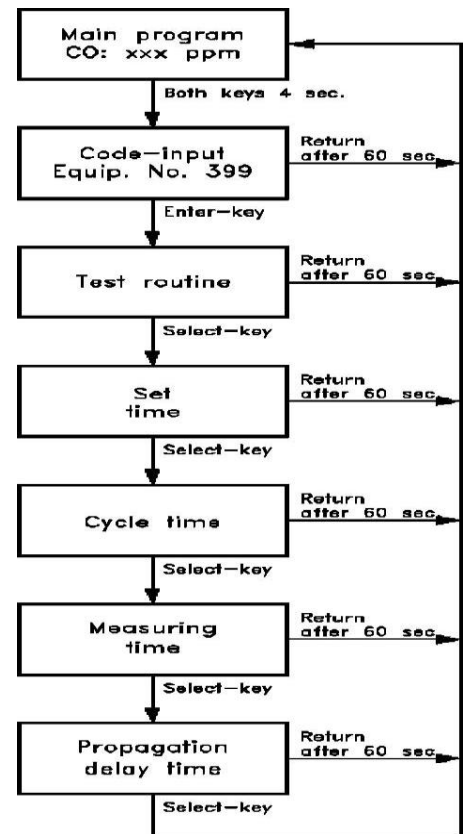 Main program
CO: xxx ppm
Both keys 4 sec.
Code-input
Equip. No. 399
Return
after 60 sec
Enter-key
Test routine
Return
after 60 sec
Select-key
Set
time
Return
after 60 sec
Select-key
Cycle time
Return
after 60 sec
Select-key
Measuring
time
Return
after 60 sec
Select-key
Propagation
delay time
Return
after 60 sec
Select-key